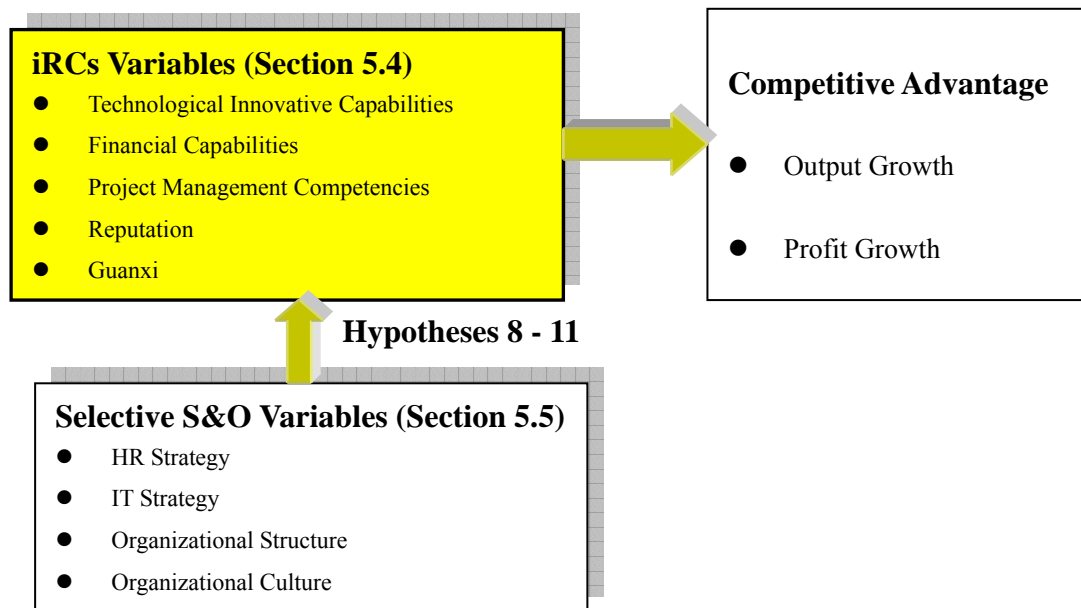 iRCs Variables (Section 5.4)
● Technological Innovative Capabilities
● Financial Capabilities
● Project Management Competencies
● Reputation
● Guanxi
Competitive Advantage
● Output Growth
● Profit Growth
Hypotheses 8 - 11
Selective S&O Variables (Section 5.5)
● HR Strategy
● IT Strategy
● Organizational Structure
● Organizational Culture